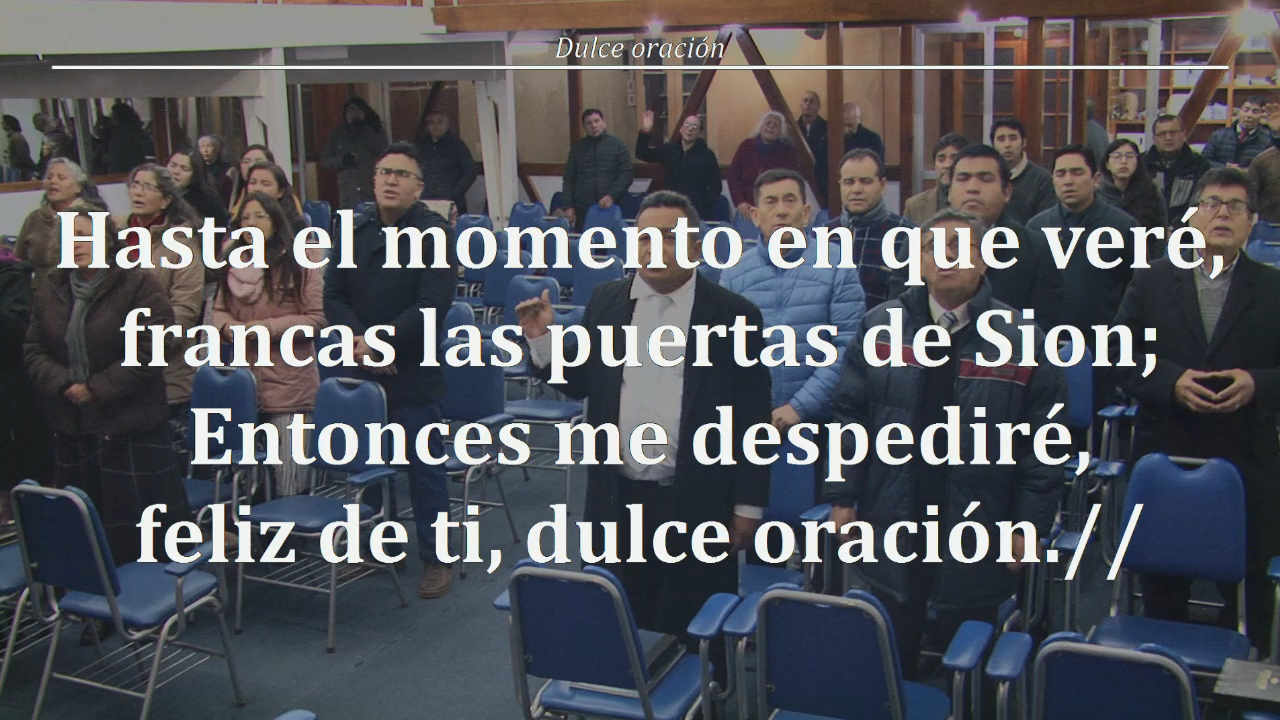 Dulce oración
Hasta el momento en que veré,
francas las puertas de Sion;
Entonces me despediré,
feliz de ti, dulce oración.//